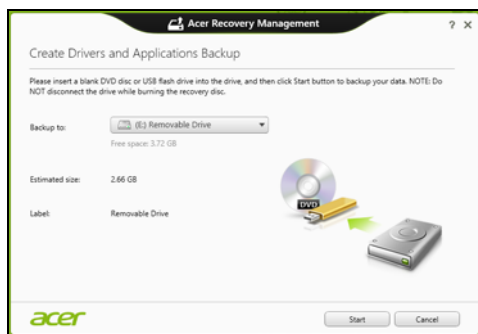 Acer Recovery Management
? ×
Create Drivers and Applications Backup
Please insert a blank DVD disc or USB flash drive into the drive, and then click Start button to backup your data. NOTE: Do
NOT disconnect the drive while burning the recovery disc.
Backup to: (E:) Removable Drive
Free space: 3.72 GB
Estimated size: 2.66 GB
Label: Removable Drive
DVD
acer
Start Cancel